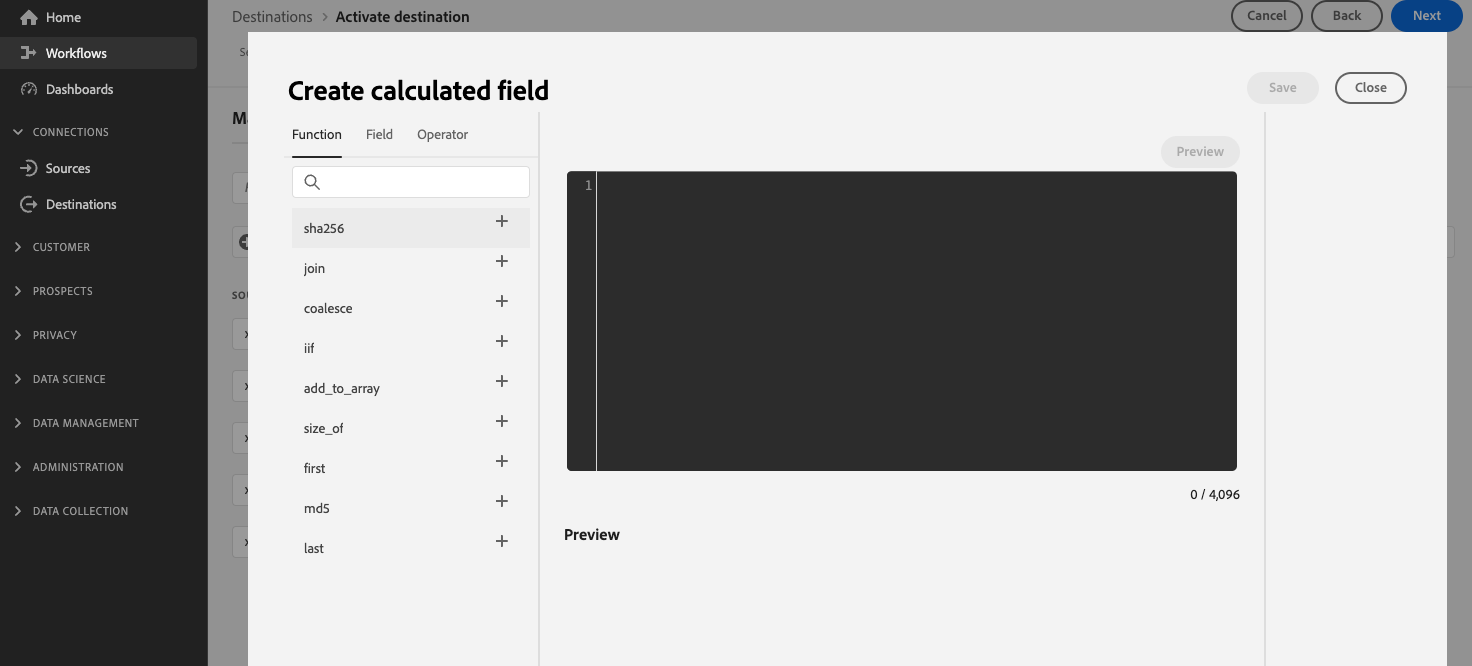 Home
Workflows
Dashboards
CONNECTIONS
Sources
Destinations
CUSTOMER
PROSPECTS
PRIVACY
DATA SCIENCE
DATA MANAGEMENT
ADMINISTRATION
DATA COLLECTION
Destinations > Activate destination
Cancel
Back
Next
Create calculated field
Save
Close
Function
Field
Operator
sha256
join
coalesce
iif
add_to_array
size_of
first
md5
last
Preview
1
0 / 4,096
Preview